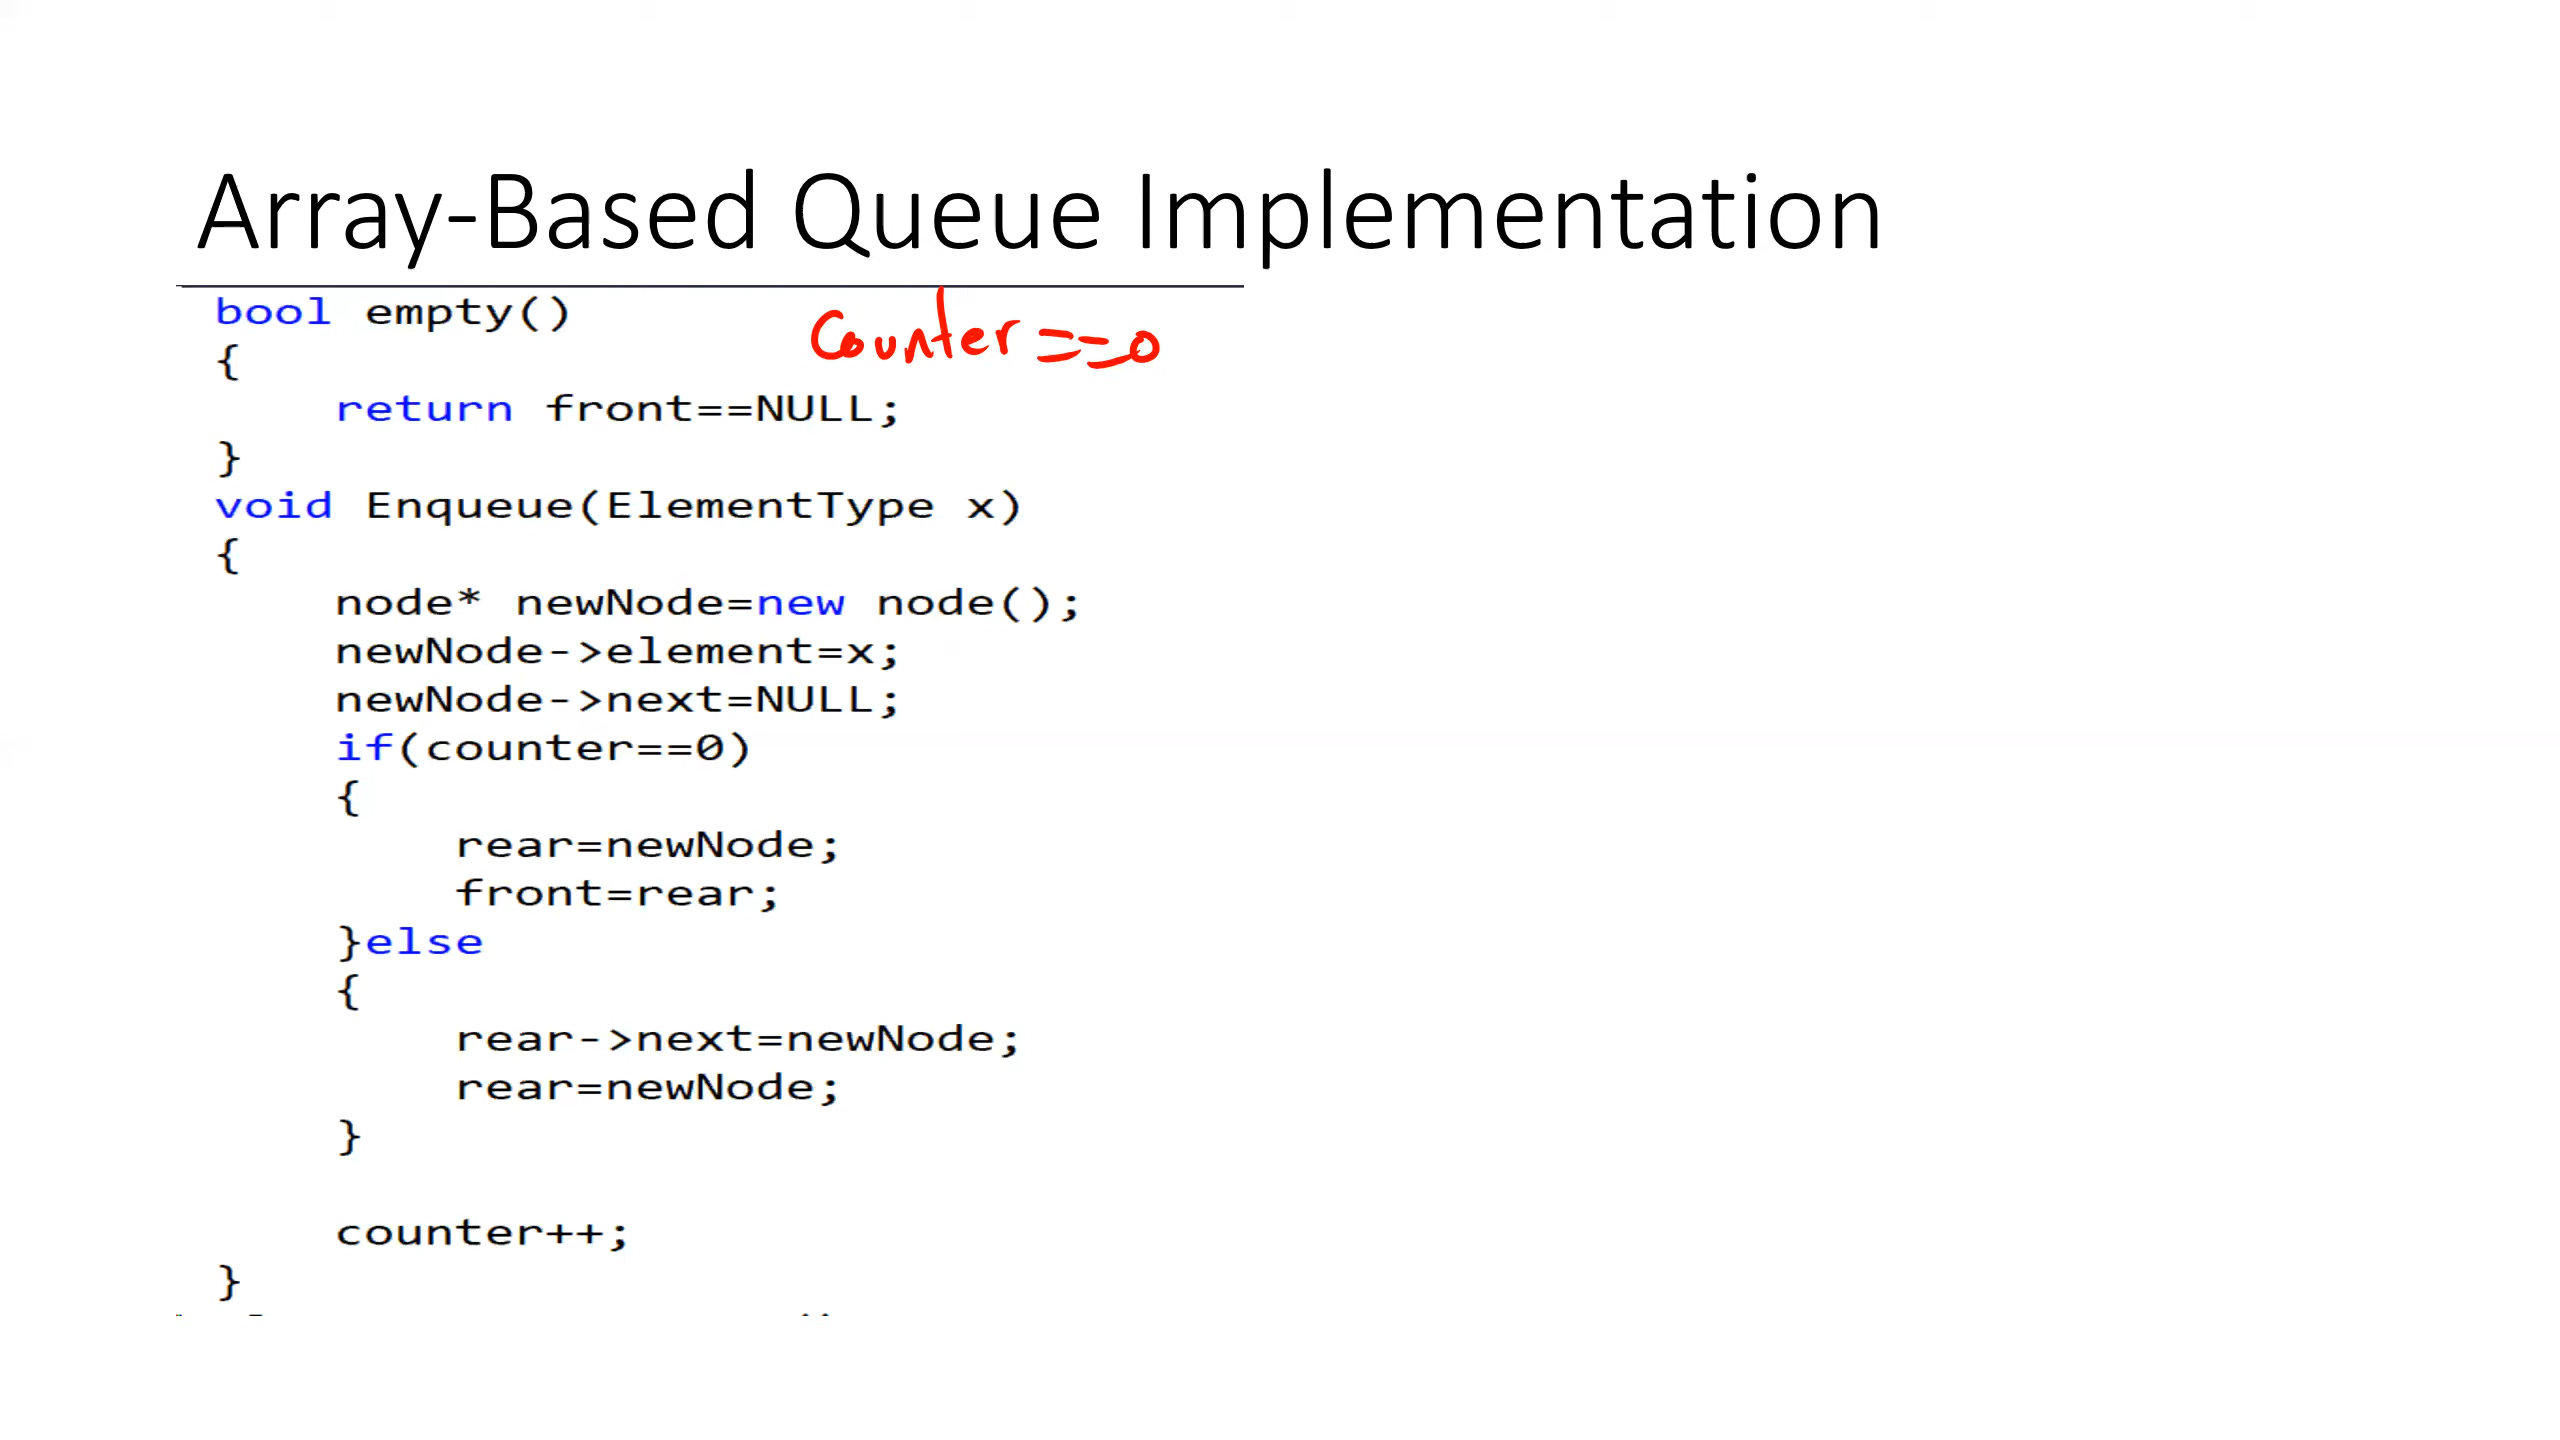 Array-Based Queue Implementation
bool empty()
Counter==0
{
return front==NULL;
}
void Enqueue(ElementType x)
{
node* newNode=new node();
newNode->element=x;
newNode->next=NULL;
if(counter==0)
{
rear=newNode;
front=rear;
}else
{
rear->next=newNode;
rear=newNode;
}
counter++;
}